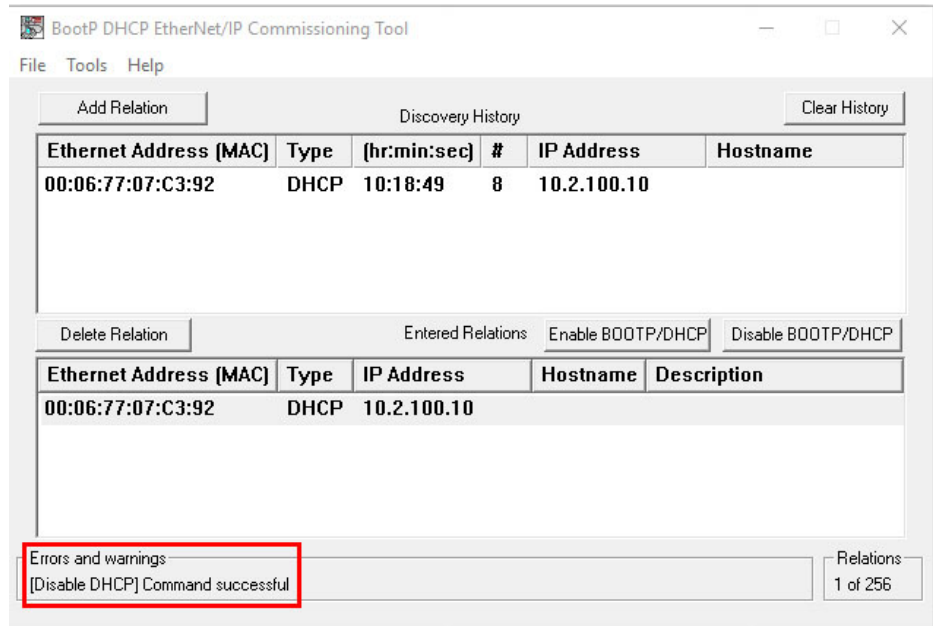 BootP DHCP EtherNet/IP Commissioning Tool
File Tools Help
Add Relation Discovery History Clear History
Ethernet Address (MAC) Type (hr:min:sec) # IP Address Hostname
00:06:77:07:C3:92 DHCP 10:18:49 8 10.2.100.10
Delete Relation Entered Relations Enable BOOTP/DHCP Disable BOOTP/DHCP
Ethernet Address (MAC) Type IP Address Hostname Description
00:06:77:07:C3:92 DHCP 10.2.100.10
Errors and warnings Relations
[Disable DHCP] Command successful 1 of 256